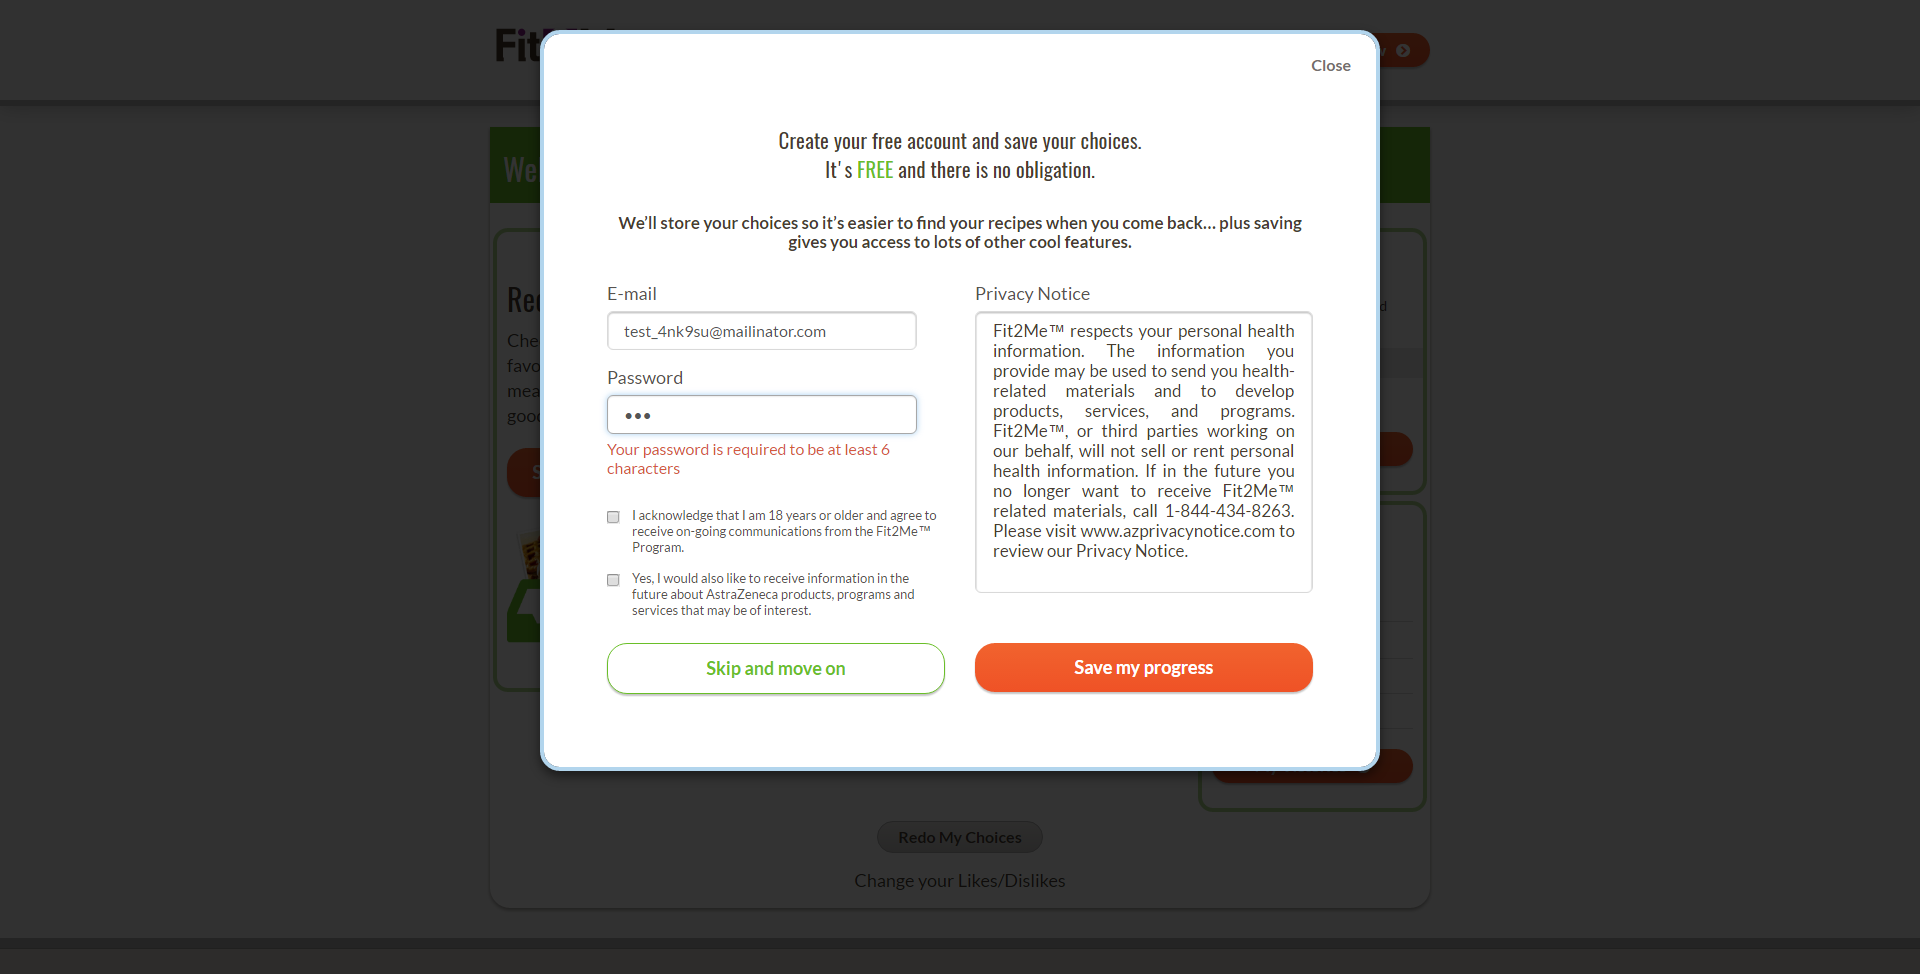 Fit
Close
Create your free account and save your choices.
It's FREE and there is no obligation.
We
We'll store your choices so it's easier to find your recipes when you come back... plus saving
gives you access to lots of other cool features.
E-mail
test_4nk9su@mailinator.com
Password
•••
Your password is required to be at least 6
characters
I acknowledge that I am 18 years or older and agree to
receive on-going communications from the Fit2Me™
Program.
Yes, I would also like to receive information in the
future about AstraZeneca products, programs and
services that may be of interest.
Privacy Notice
Fit2Me™ respects your personal health
information. The information you
provide may be used to send you health-
related materials and to develop
products, services, and programs.
Fit2Me™, or third parties working on
our behalf, will not sell or rent personal
health information. If in the future you
no longer want to receive Fit2Me™
related materials, call 1-844-434-8263.
Please visit www.azprivacynotice.com to
review our Privacy Notice.
Skip and move on
Save my progress
Redo My Choices
Change your Likes/Dislikes